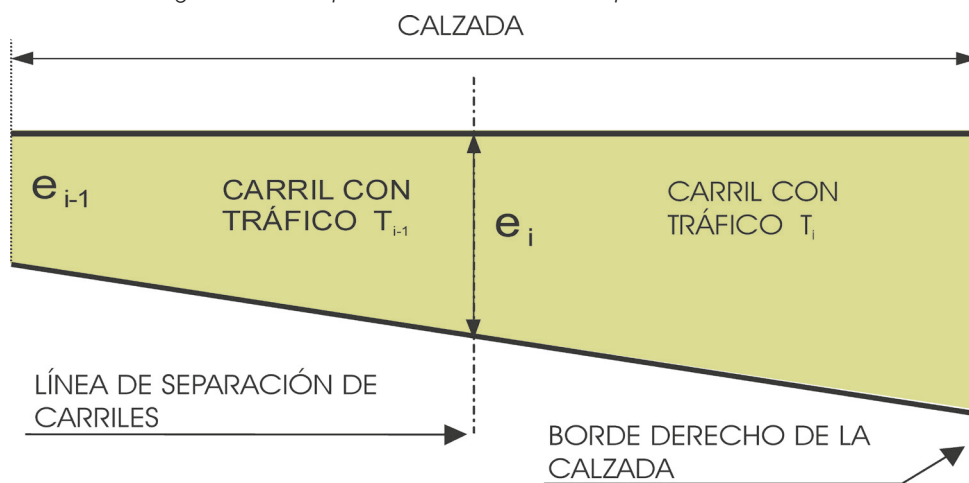 CALZADA
e i-1
CARRIL CON
TRÁFICO T i-1
e i
CARRIL CON
TRÁFICO T i
LÍNEA DE SEPARACIÓN DE
CARRILES
BORDE DERECHO DE LA
CALZADA